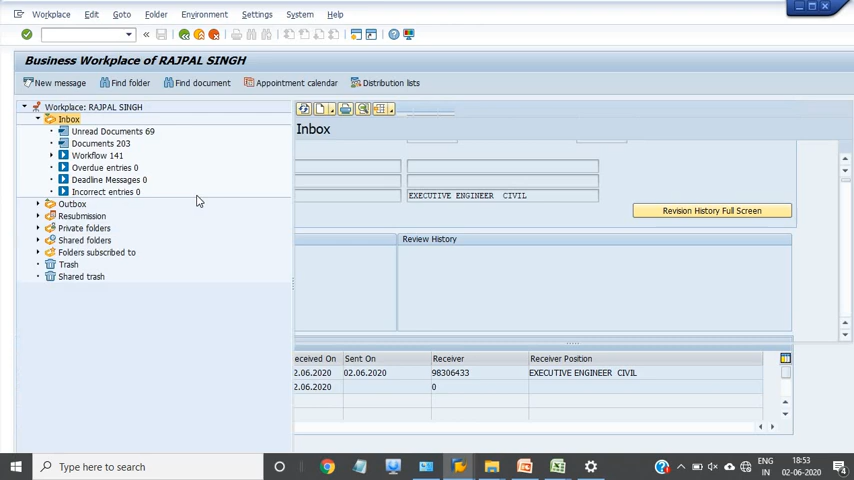 Workplace Edit Goto Folder Environment Settings System Help
Business Workplace of RAJPAL SINGH
New message Find folder Find document Appointment calendar Distribution lists
Workplace: RAJPAL SINGH
Inbox
Unread Documents 69
Documents 203
Workflow 141
Overdue entries 0
Deadline Messages 0
Incorrect entries 0
Outbox
Resubmission
Private folders
Shared folders
Folders subscribed to
Trash
Shared trash
Inbox
EXECUTIVE ENGINEER CIVIL
Revision History Full Screen
Review History
eceived On Sent On Receiver Receiver Position
2.06.2020 02.06.2020 98306433 EXECUTIVE ENGINEER CIVIL
2.06.2020 0
Type here to search
ENG
IN
18:53
02-06-2020
4